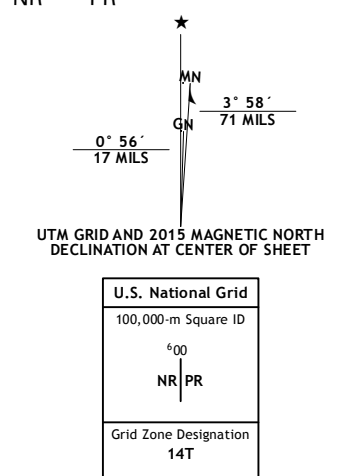 NR PR
★
MN
3° 58´
71 MILS
GN
0° 56´
17 MILS
UTM GRID AND 2015 MAGNETIC NORTH
DECLINATION AT CENTER OF SHEET
U.S. National Grid
100,000-m Square ID
⁶00
NR PR
Grid Zone Designation
14T